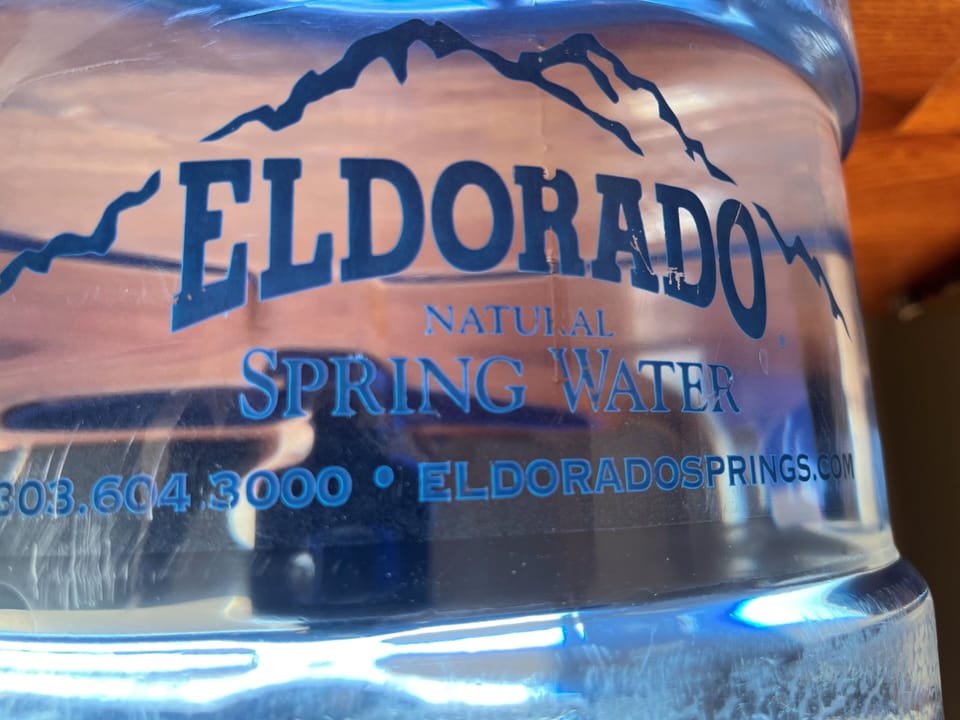 ELDORADO
NATURAL
SPRING WATER
303.604.3000 • ELDORADOSPRINGS.COM